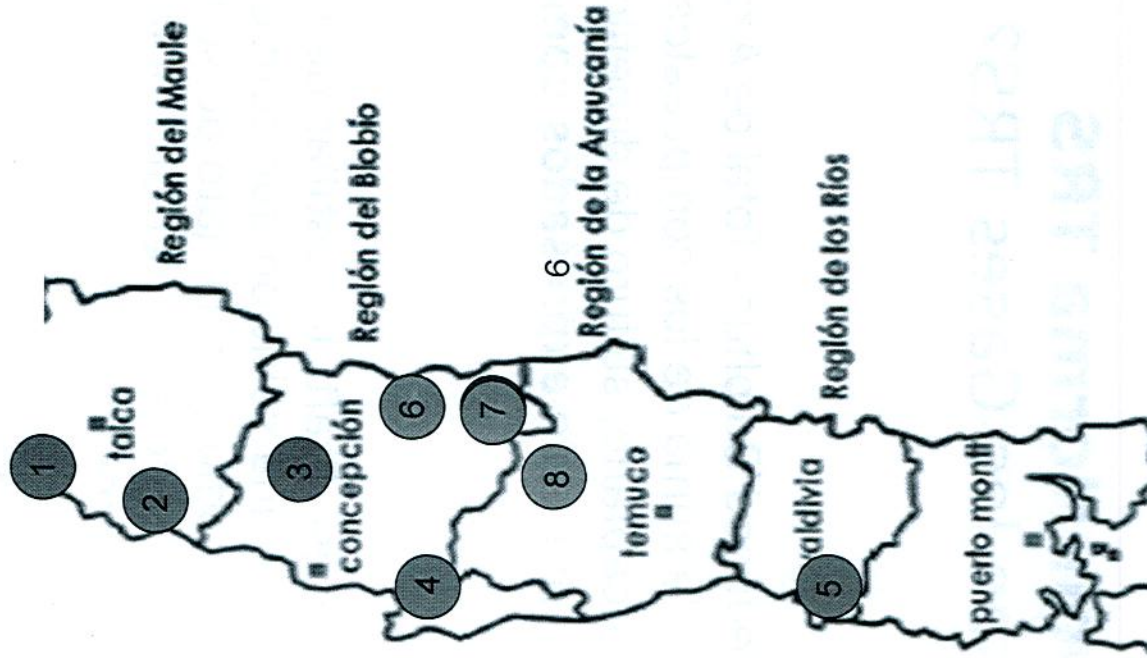 Región del Maule
Región del Bíobío
6
Región de la Araucanía
Región de los Ríos
1
talca
2
3
concepción
6
7
4
8
temuco
valdivia
5
puerto montt